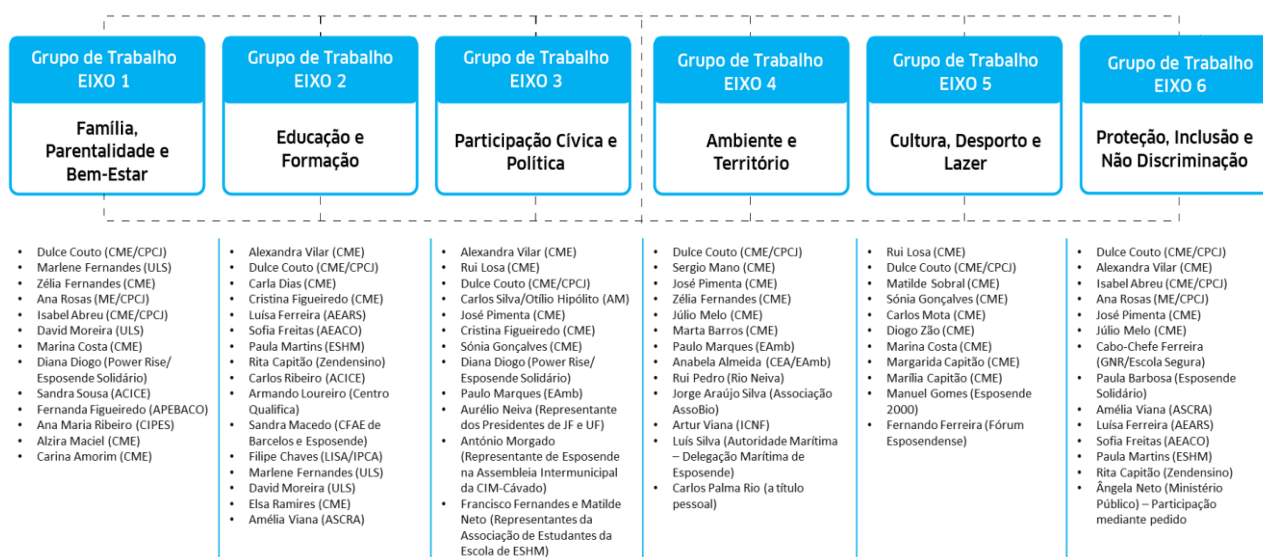 Grupo de Trabalho
EIXO 1
Família,
Parentalidade e
Bem-Estar
Grupo de Trabalho
EIXO 2
Educação e
Formação
Grupo de Trabalho
EIXO 3
Participação Cívica e
Política
Grupo de Trabalho
EIXO 4
Ambiente e
Território
Grupo de Trabalho
EIXO 5
Cultura, Desporto e
Lazer
Grupo de Trabalho
EIXO 6
Proteção, Inclusão e
Não Discriminação
• Dulce Couto (CME/CPCJ)
• Marlene Fernandes (ULS)
• Zélia Fernandes (CME)
• Ana Rosas (ME/CPCJ)
• Isabel Abreu (CME/CPCJ)
• David Moreira (ULS)
• Marina Costa (CME)
• Diana Diogo (Power Rise/
Esposende Solidário)
• Sandra Sousa (ACICE)
• Fernanda Figueiredo (APEBACO)
• Ana Maria Ribeiro (CIPES)
• Alzira Maciel (CME)
• Carina Amorim (CME)
• Alexandra Vilar (CME)
• Dulce Couto (CME/CPCJ)
• Carla Dias (CME)
• Cristina Figueiredo (CME)
• Luísa Ferreira (AEARS)
• Sofia Freitas (AEACO)
• Paula Martins (ESHM)
• Rita Capitão (Zendensino)
• Carlos Ribeiro (ACICE)
• Armando Loureiro (Centro
Qualifica)
• Sandra Macedo (CFAE de
Barcelos e Esposende)
• Filipe Chaves (LISA/IPCA)
• Marlene Fernandes (ULS)
• David Moreira (ULS)
• Elsa Ramires (CME)
• Amélia Viana (ASCRA)
• Alexandra Vilar (CME)
• Rui Losa (CME)
• Dulce Couto (CME/CPCJ)
• Carlos Silva/Otílio Hipólito (AM)
• José Pimenta (CME)
• Cristina Figueiredo (CME)
• Sónia Gonçalves (CME)
• Diana Diogo (Power Rise/
Esposende Solidário)
• Paulo Marques (EAmb)
• Aurélio Neiva (Representante
dos Presidentes de JF e UF)
• António Morgado
(Representante de Esposende
na Assembleia Intermunicipal
da CIM-Cávado)
• Francisco Fernandes e Matilde
Neto (Representantes da
Associação de Estudantes da
Escola de ESHM)
• Dulce Couto (CME/CPCJ)
• Sergio Mano (CME)
• José Pimenta (CME)
• Zélia Fernandes (CME)
• Júlio Melo (CME)
• Marta Barros (CME)
• Paulo Marques (EAmb)
• Anabela Almeida (CEA/EAmb)
• Rui Pedro (Rio Neiva)
• Jorge Araújo Silva (Associação
AssoBio)
• Artur Viana (ICNF)
• Luís Silva (Autoridade Marítima
– Delegação Marítima de
Esposende)
• Carlos Palma Rio (a título
pessoal)
• Rui Losa (CME)
• Dulce Couto (CME/CPCJ)
• Matilde Sobral (CME)
• Sónia Gonçalves (CME)
• Carlos Mota (CME)
• Diogo Zão (CME)
• Marina Costa (CME)
• Margarida Capitão (CME)
• Marília Capitão (CME)
• Manuel Gomes (Esposende
2000)
• Fernando Ferreira (Fórum
Esposendense)
• Dulce Couto (CME/CPCJ)
• Alexandra Vilar (CME)
• Isabel Abreu (CME/CPCJ)
• Ana Rosas (ME/CPCJ)
• José Pimenta (CME)
• Júlio Melo (CME)
• Cabo-Chefe Ferreira
(GNR/Escola Segura)
• Paula Barbosa (Esposende
Solidário)
• Amélia Viana (ASCRA)
• Luísa Ferreira (AEARS)
• Sofia Freitas (AEACO)
• Paula Martins (ESHM)
• Rita Capitão (Zendensino)
• Ângela Neto (Ministério
Público) – Participação
mediante pedido